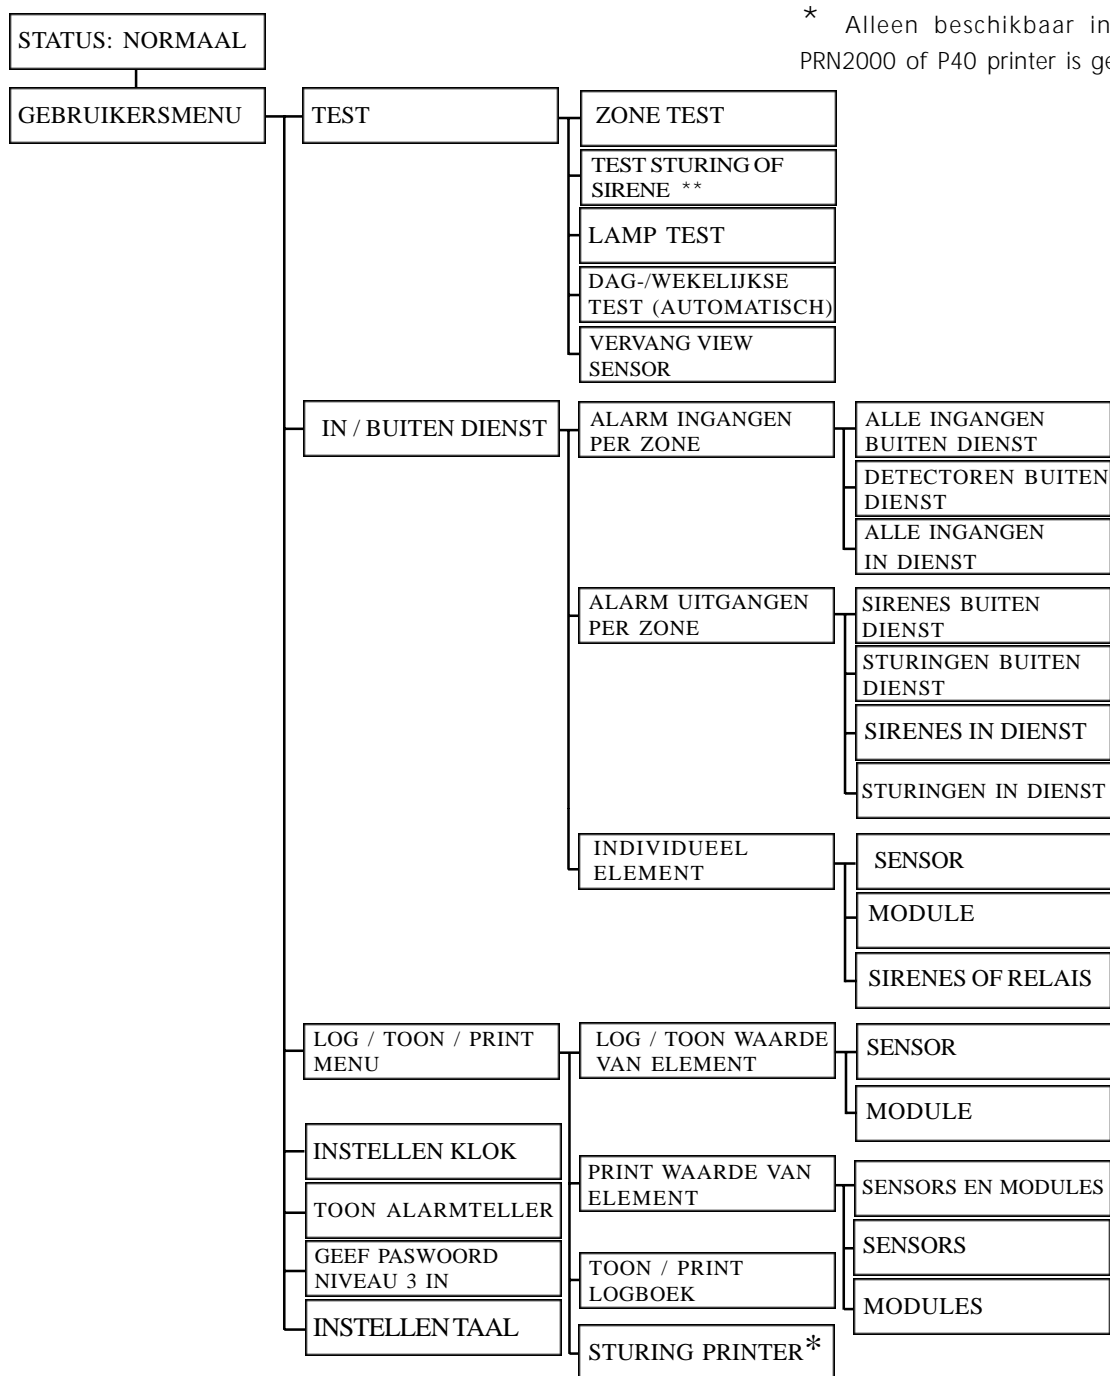 * Alleen beschikbaar in
PRN2000 of P40 printer is
STATUS: NORMAAL
GEBRUIKERSMENU
TEST
ZONE TEST
TEST STURING OF
SIRENE **
LAMP TEST
DAG-/WEKELIJKSE
TEST (AUTOMATISCH)
VERVANG VIEW
SENSOR
IN / BUITEN DIENST
ALARM INGANGEN
PER ZONE
ALLE INGANGEN
BUITEN DIENST
DETECTOREN BUITEN
DIENST
ALLE INGANGEN
IN DIENST
ALARM UITGANGEN
PER ZONE
SIRENES BUITEN
DIENST
STURINGEN BUITEN
DIENST
SIRENES IN DIENST
STURINGEN IN DIENST
INDIVIDUEEL
ELEMENT
SENSOR
MODULE
SIRENES OF RELAIS
LOG / TOON / PRINT
MENU
LOG / TOON WAARDE
VAN ELEMENT
SENSOR
MODULE
PRINT WAARDE VAN
ELEMENT
SENSORS EN MODULES
SENSORS
MODULES
TOON / PRINT
LOGBOEK
STURING PRINTER*
INSTELLEN KLOK
TOON ALARMTELLER
GEEF PASWOORD
NIVEAU 3 IN
INSTELLEN TAAL